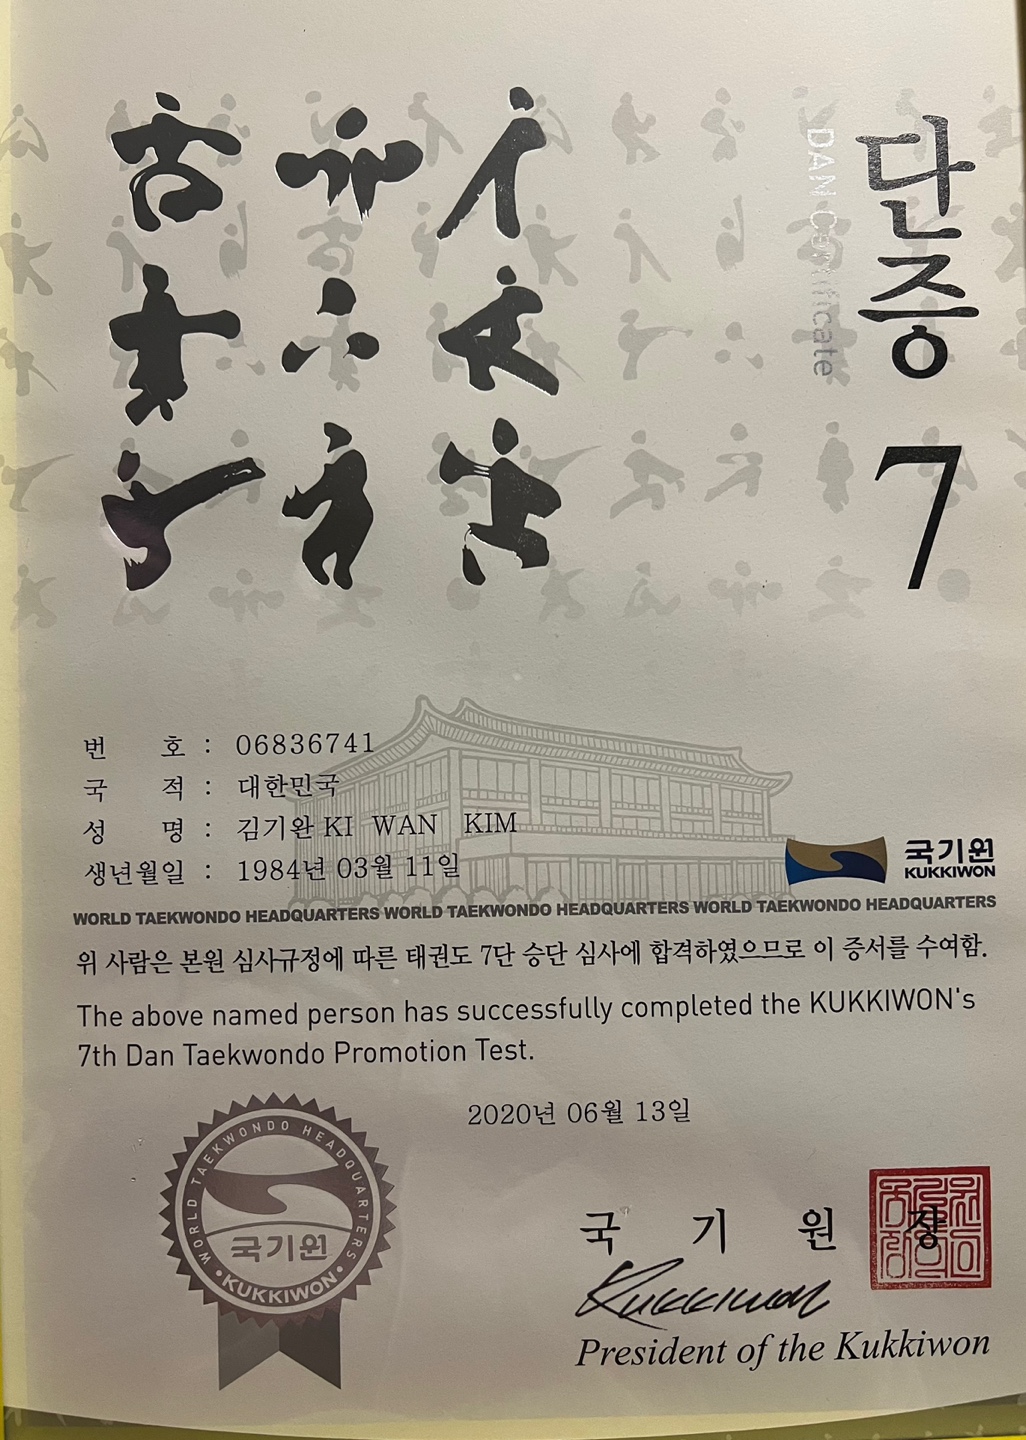 단증 7
DAN Certificate
번 호 : 06836741
국 적 : 대한민국
성 명 : 김기완 KI WAN KIM
생년월일 : 1984년 03월 11일
국기원
KUKKIWON
WORLD TAEKWONDO HEADQUARTERS WORLD TAEKWONDO HEADQUARTERS WORLD TAEKWONDO HEADQUARTERS
위 사람은 본원 심사규정에 따른 태권도 7단 승단 심사에 합격하였으므로 이 증서를 수여함.
The above named person has successfully completed the KUKKIWON's
7th Dan Taekwondo Promotion Test.
2020년 06월 13일
WORLD TAEKWONDO HEADQUARTERS
국기원
• KUKKIWON •
국 기 원 장
Kukkiwon
President of the Kukkiwon